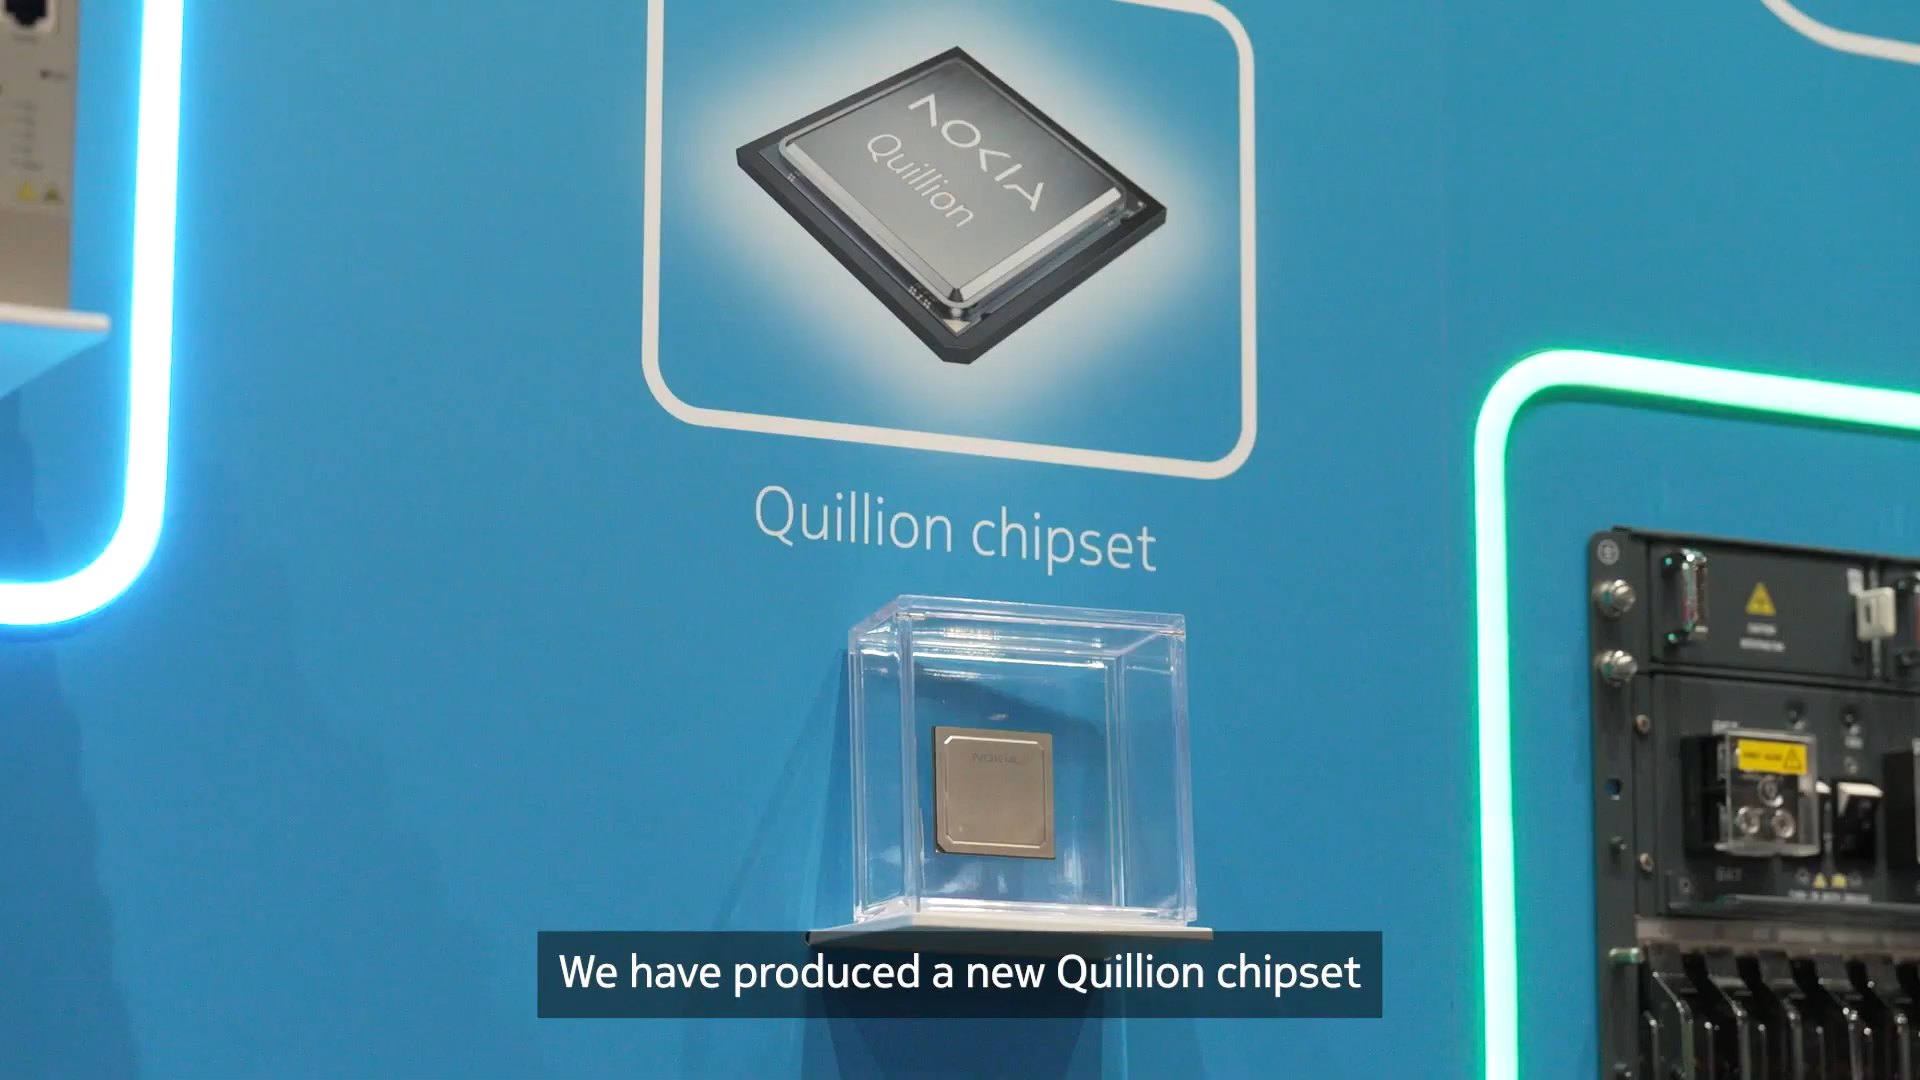 NOKIA
Quillion
Quillion chipset
NOKIA
We have produced a new Quillion chipset